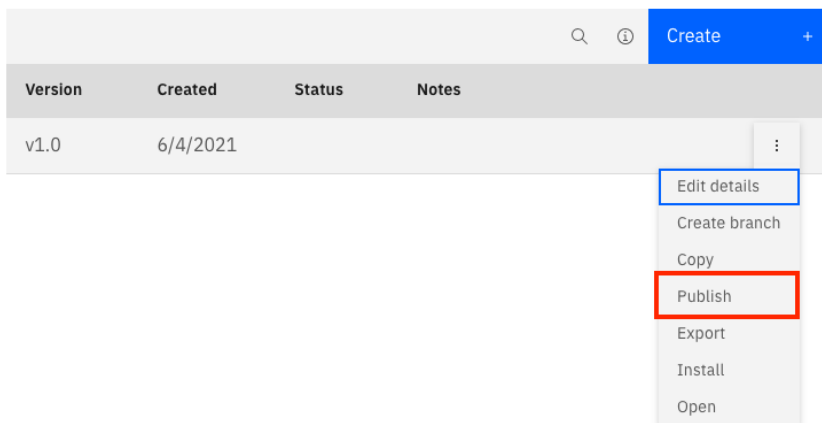 Create +
Version Created Status Notes
v1.0 6/4/2021
Edit details
Create branch
Copy
Publish
Export
Install
Open